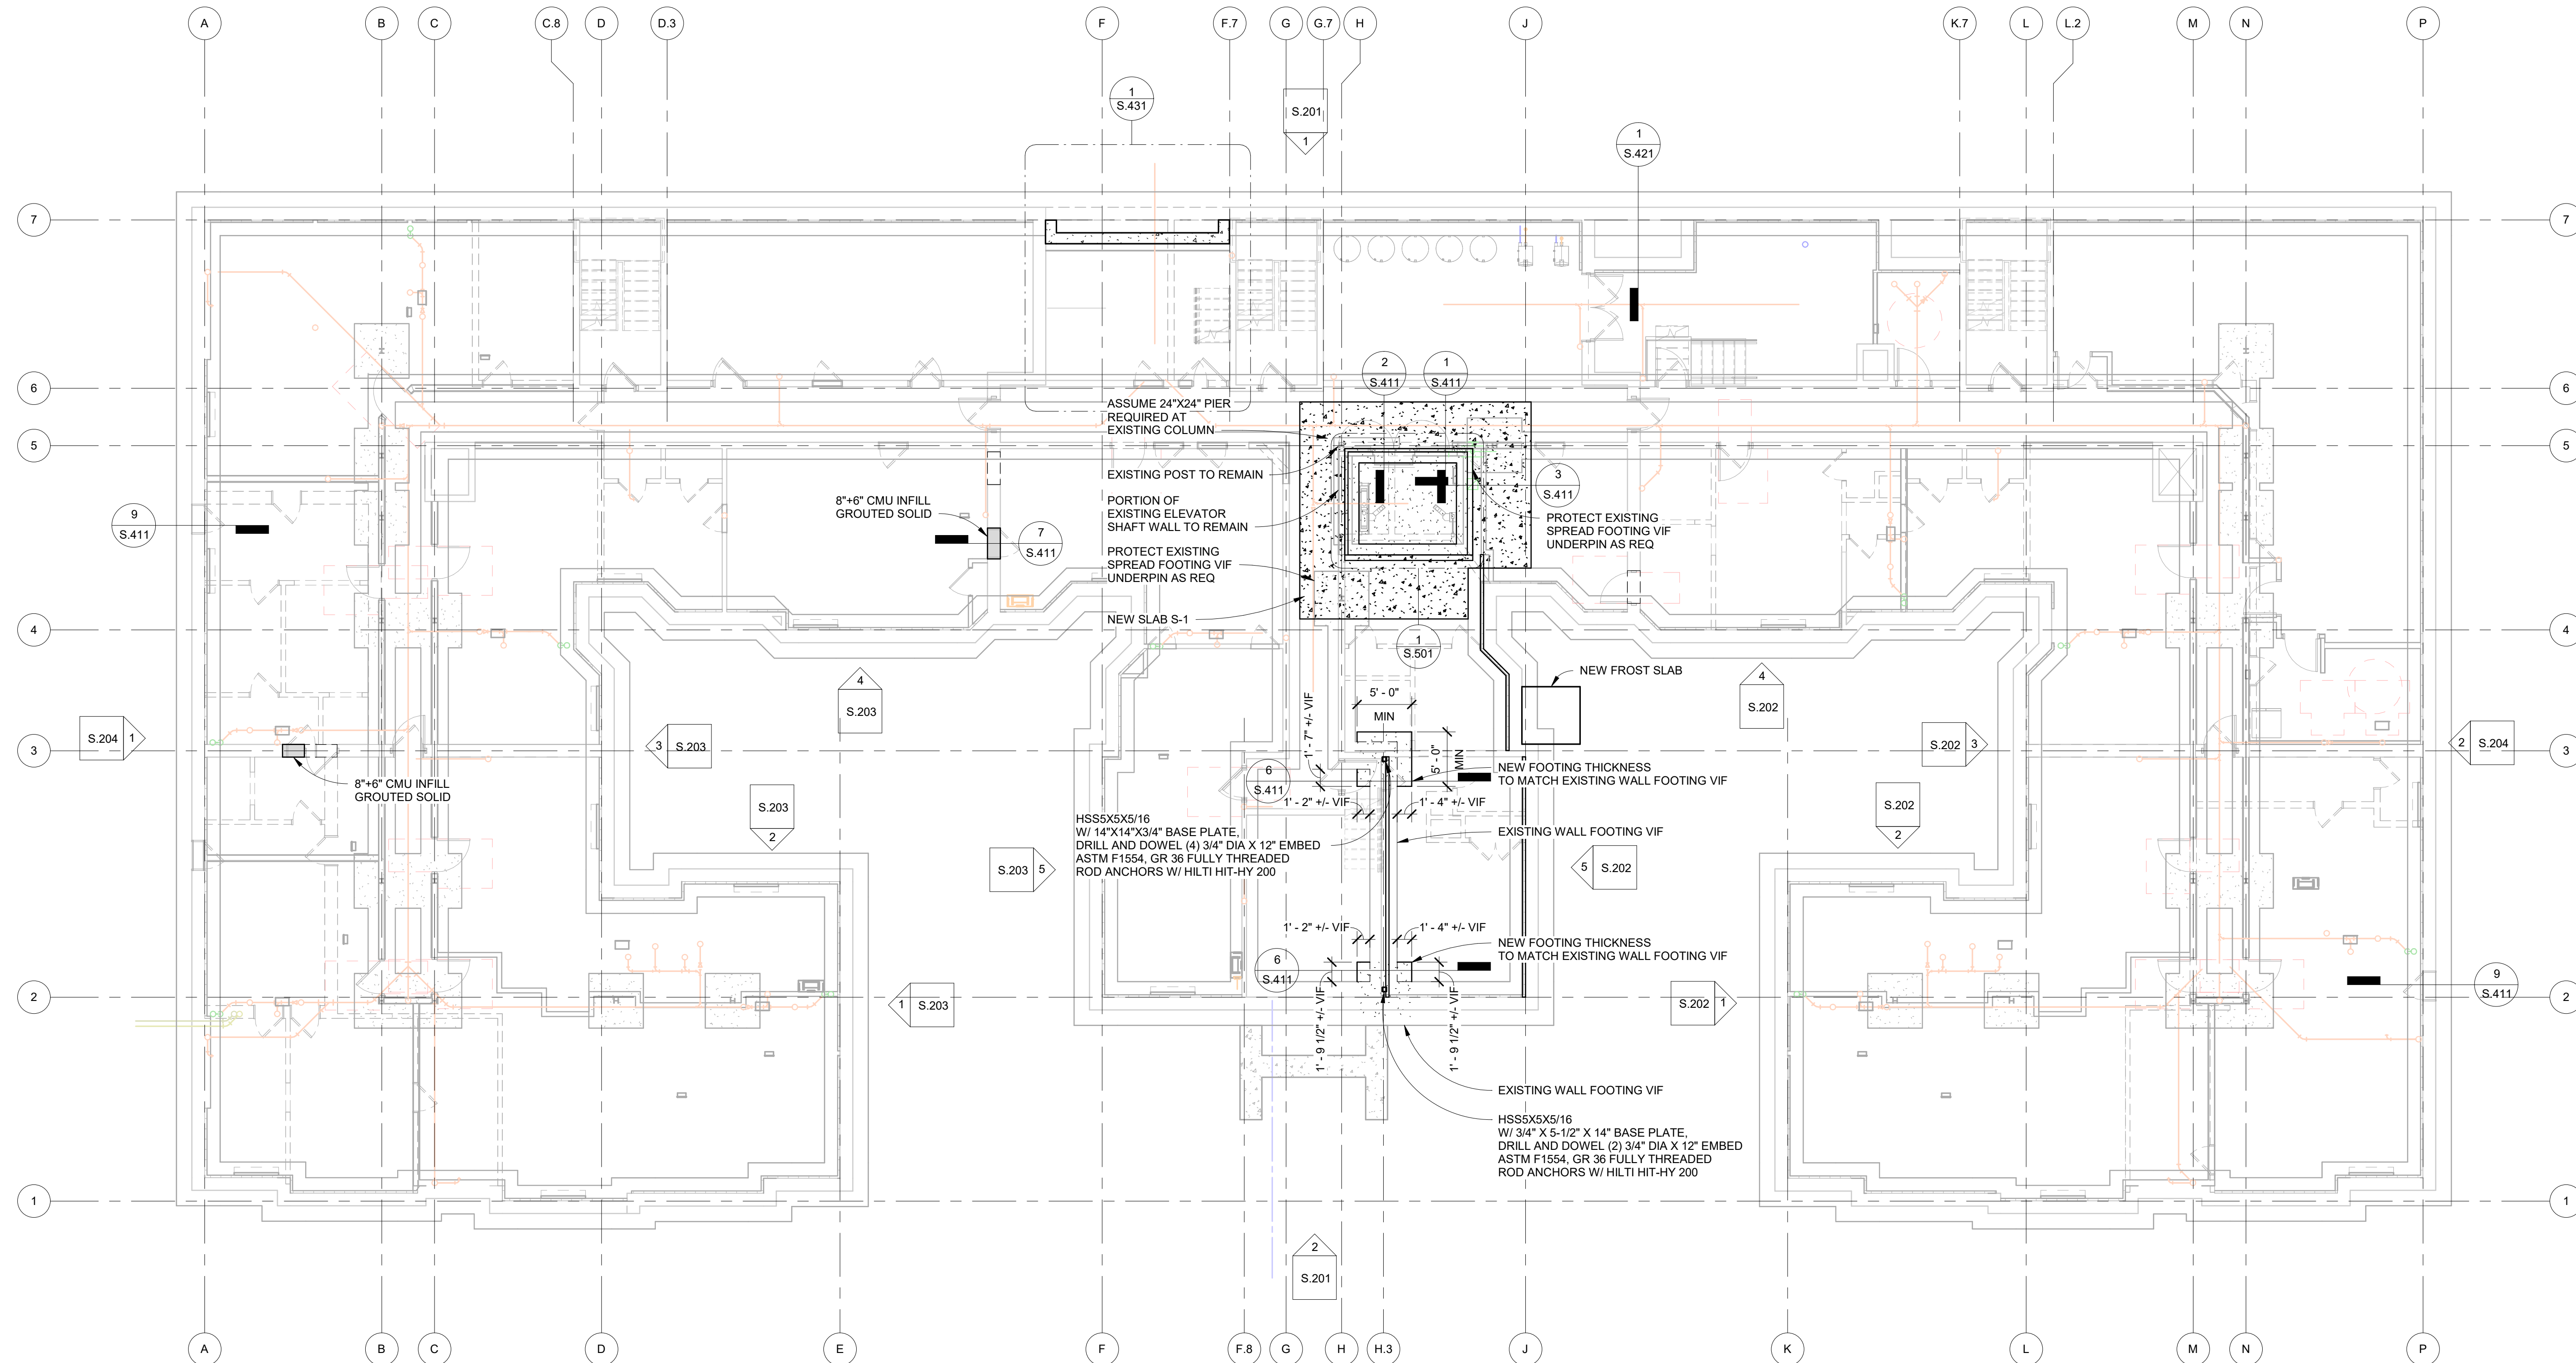 A
B
C
C.8
D
D.3
F
F.7
G
G.7
H
J
K.7
L
L.2
M
N
P
1
S.431
S.201
1
1
S.421
7
7
2
S.411
1
S.411
6
6
ASSUME 24"X24" PIER
REQUIRED AT
EXISTING COLUMN
5
5
EXISTING POST TO REMAIN
3
S.411
8"+6" CMU INFILL
GROUTED SOLID
PORTION OF
EXISTING ELEVATOR
SHAFT WALL TO REMAIN
9
S.411
7
S.411
PROTECT EXISTING
SPREAD FOOTING VIF
UNDERPIN AS REQ
PROTECT EXISTING
SPREAD FOOTING VIF
UNDERPIN AS REQ
NEW SLAB S-1
4
4
1
S.501
NEW FROST SLAB
4
S.203
4
S.202
5' - 0"
MIN
1' - 7" +/- VIF
5' - 0"
MIN
S.204
1
3
S.203
S.202
3
2
S.204
3
3
NEW FOOTING THICKNESS
TO MATCH EXISTING WALL FOOTING VIF
6
S.411
8"+6" CMU INFILL
GROUTED SOLID
1' - 2" +/- VIF
1' - 4" +/- VIF
S.203
2
S.202
2
HSS5X5X5/16
W/ 14"X14"X3/4" BASE PLATE,
DRILL AND DOWEL (4) 3/4" DIA X 12" EMBED
ASTM F1554, GR 36 FULLY THREADED
ROD ANCHORS W/ HILTI HIT-HY 200
EXISTING WALL FOOTING VIF
S.203
5
5
S.202
1' - 2" +/- VIF
1' - 4" +/- VIF
NEW FOOTING THICKNESS
TO MATCH EXISTING WALL FOOTING VIF
6
S.411
9
S.411
2
2
1
S.203
S.202
1
1' - 9 1/2" +/- VIF
1' - 9 1/2" +/- VIF
EXISTING WALL FOOTING VIF
HSS5X5X5/16
W/ 3/4" X 5-1/2" X 14" BASE PLATE,
DRILL AND DOWEL (2) 3/4" DIA X 12" EMBED
ASTM F1554, GR 36 FULLY THREADED
ROD ANCHORS W/ HILTI HIT-HY 200
1
1
2
S.201
A
B
C
D
E
F
F.8
G
H
H.3
J
K
L
M
N
P